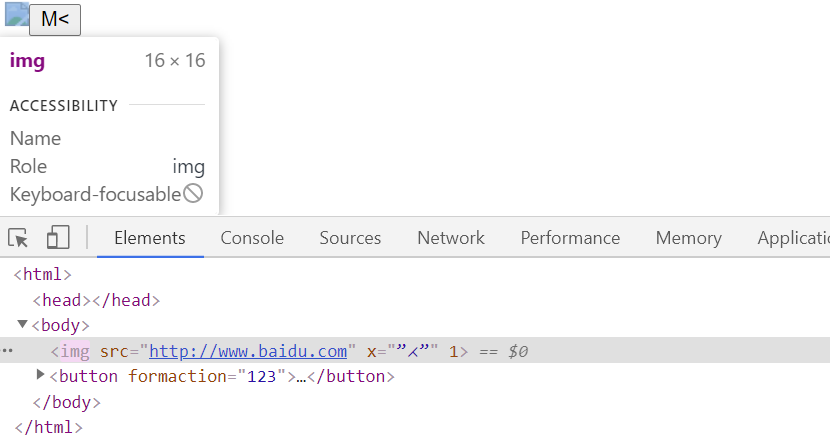 M<
img 16 × 16
ACCESSIBILITY
Name
Role img
Keyboard-focusable
Elements Console Sources Network Performance Memory Applicatio
<html>
<head></head>
<body>
<img src="http://www.baidu.com" x="”ㅅ”" 1> == $0
<button formaction="123">…</button>
</body>
</html>